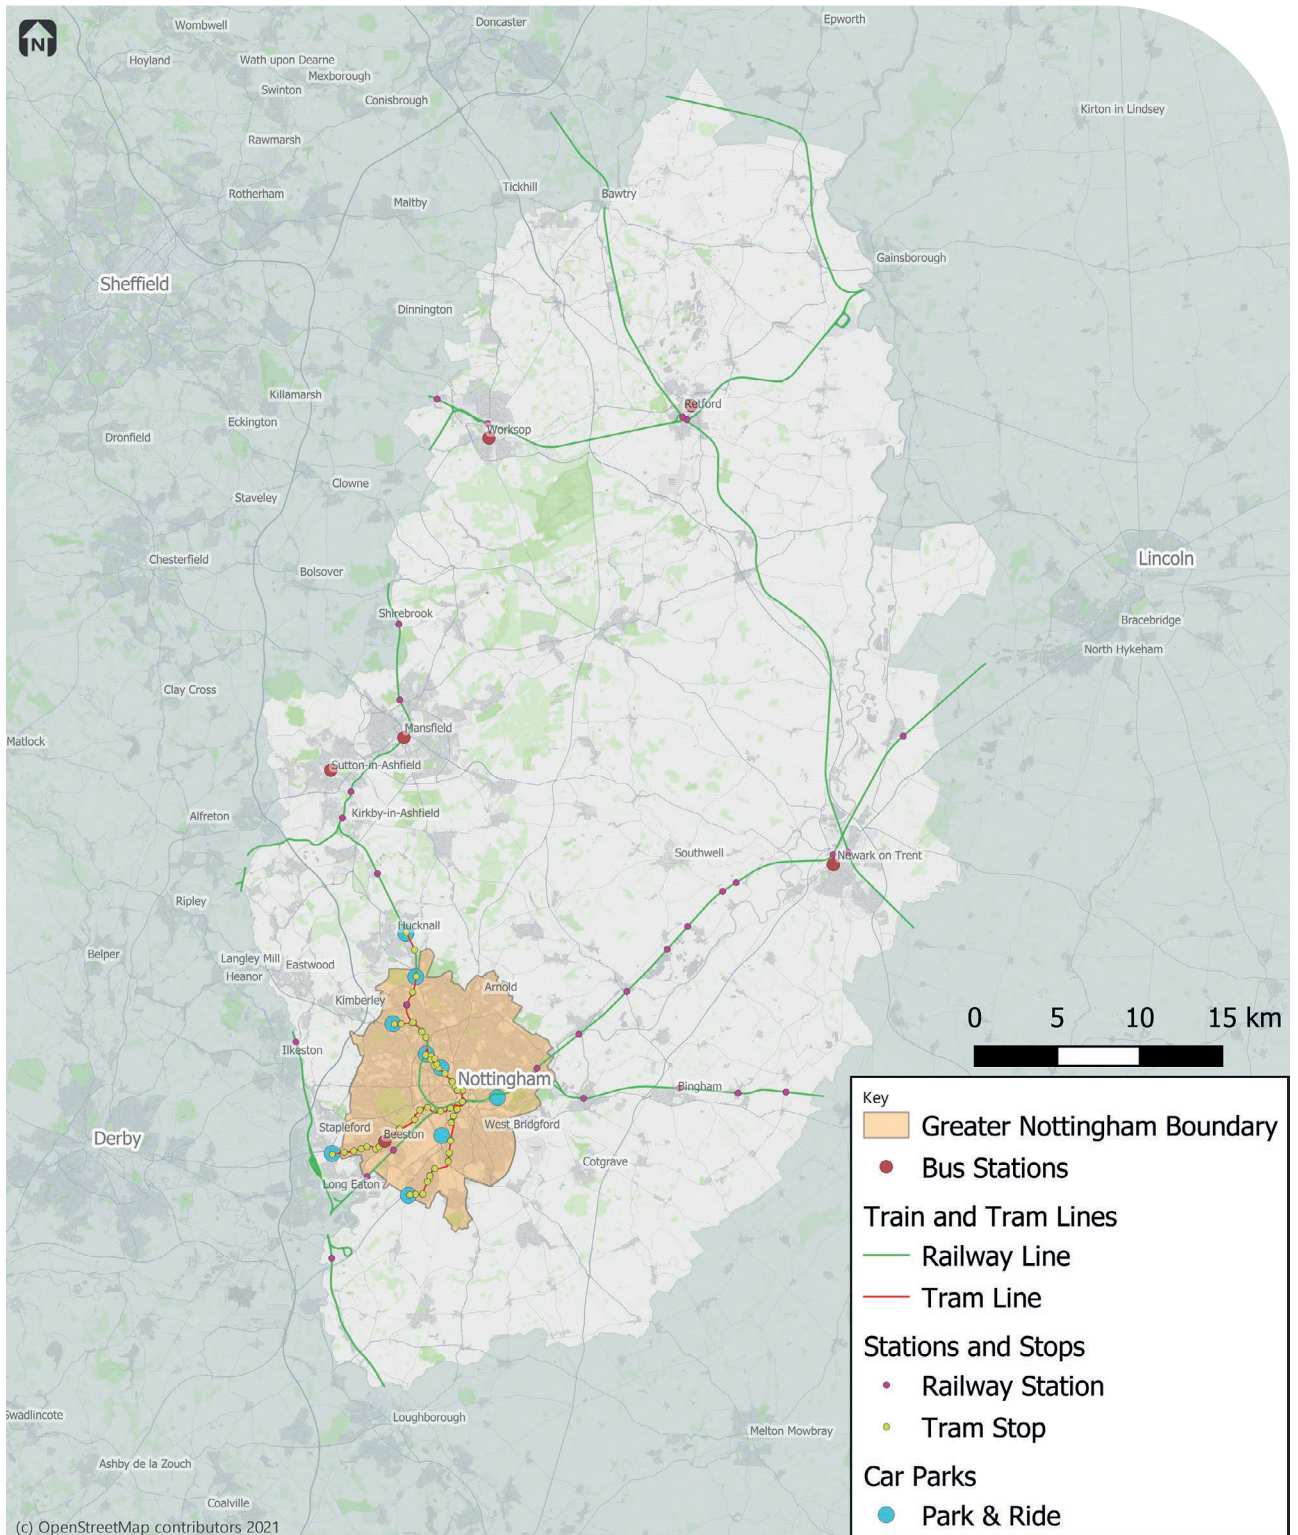 N
Wombwell
Doncaster
Epworth
Hoyland
Wath upon Dearne
Mexborough
Swinton
Conisbrough
Kirton in Lindsey
Rawmarsh
Rotherham
Maltby
Tickhill
Bawtry
Gainsborough
Sheffield
Dinnington
Killamarsh
Retford
Eckington
Worksop
Dronfield
Clowne
Staveley
Chesterfield
Bolsover
Lincoln
Shirebrook
Bracebridge
North Hykeham
Clay Cross
Mansfield
Matlock
Sutton-in-Ashfield
Alfreton
Kirkby-in-Ashfield
Southwell
Newark on Trent
Ripley
Hucknall
Belper
Langley Mill
Eastwood
Heanor
Arnold
Kimberley
0 5 10 15 km
Ilkeston
Nottingham
Bingham
Stapleford
Beeston
West Bridgford
Derby
Cotgrave
Long Eaton
Key
Greater Nottingham Boundary
Bus Stations
Train and Tram Lines
Railway Line
Tram Line
Stations and Stops
Railway Station
Tram Stop
Car Parks
Park & Ride
Swadlincote
Loughborough
Melton Mowbray
Ashby de la Zouch
Coalville
(c) OpenStreetMap contributors 2021